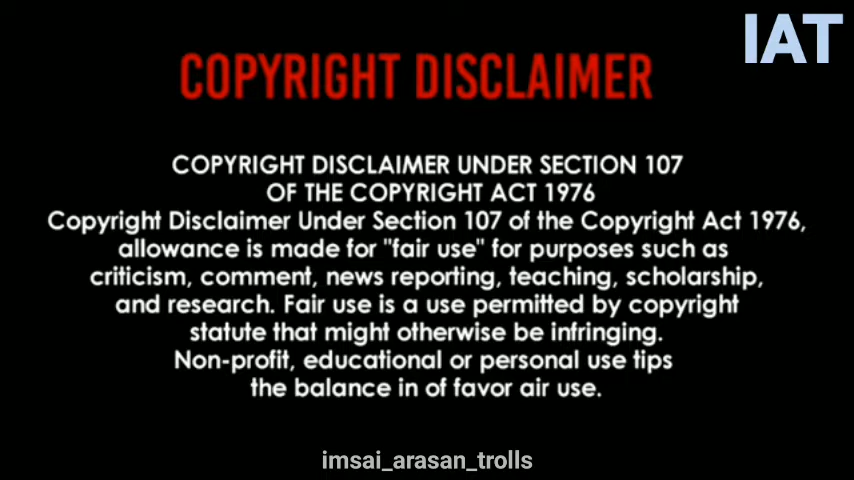 IAT
COPYRIGHT DISCLAIMER
COPYRIGHT DISCLAIMER UNDER SECTION 107
OF THE COPYRIGHT ACT 1976
Copyright Disclaimer Under Section 107 of the Copyright Act 1976,
allowance is made for "fair use" for purposes such as
criticism, comment, news reporting, teaching, scholarship,
and research. Fair use is a use permitted by copyright
statute that might otherwise be infringing.
Non-profit, educational or personal use tips
the balance in of favor air use.
imsai_arasan_trolls